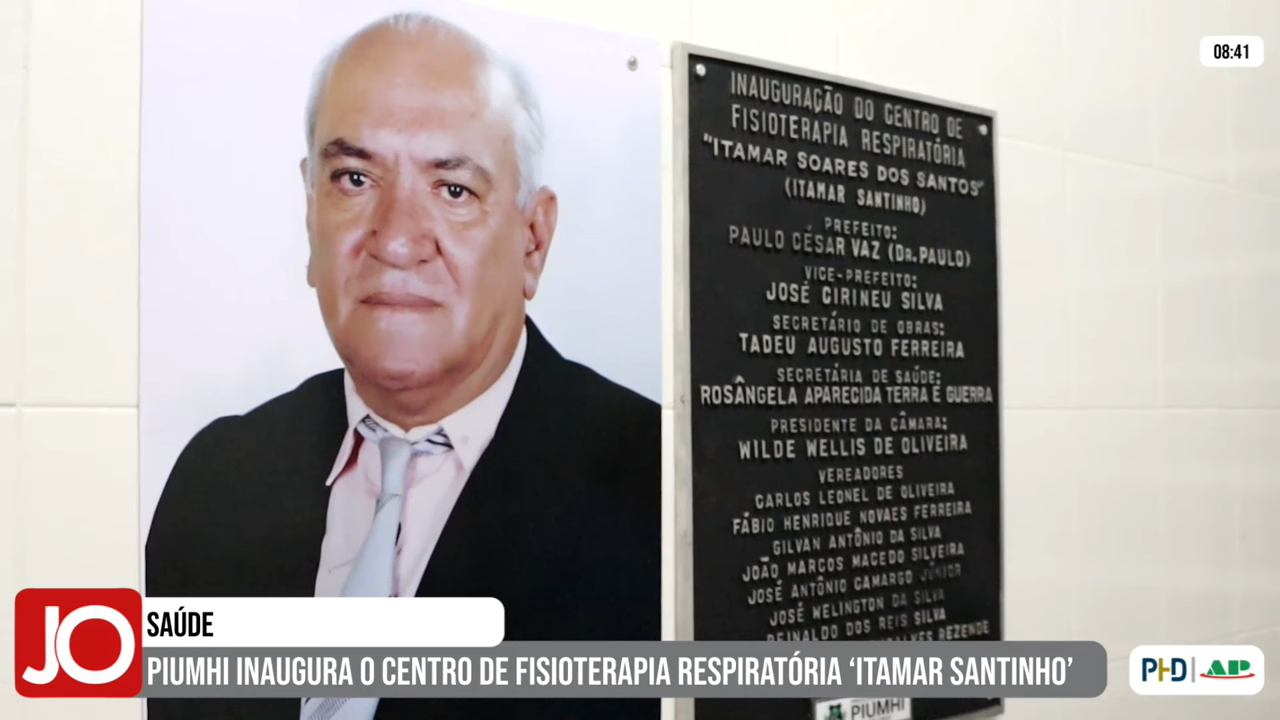 08:41
INAUGURAÇÃO DO CENTRO DE
FISIOTERAPIA RESPIRATÓRIA
"ITAMAR SOARES DOS SANTOS"
(ITAMAR SANTINHO)
PREFEITO:
PAULO CÉSAR VAZ (DR. PAULO)
VICE-PREFEITO:
JOSÉ CIRINEU SILVA
SECRETÁRIO DE OBRAS:
TADEU AUGUSTO FERREIRA
SECRETÁRIA DE SAÚDE:
ROSÂNGELA APARECIDA TERRA E GUERRA
PRESIDENTE DA CÂMARA:
WILDE WELLIS DE OLIVEIRA
VEREADORES
CARLOS LEONEL DE OLIVEIRA
FÁBIO HENRIQUE NOVAES FERREIRA
GILVAN ANTÔNIO DA SILVA
JOÃO MARCOS MACEDO SILVEIRA
JOSÉ ANTÔNIO CAMARGO JÚNIOR
JOSÉ WELINGTON DA SILVA
REINALDO DOS REIS SILVA
REZENDE
JO
SAÚDE
PIUMHI INAUGURA O CENTRO DE FISIOTERAPIA RESPIRATÓRIA ‘ITAMAR SANTINHO’
PHD | AP
PIUMHI